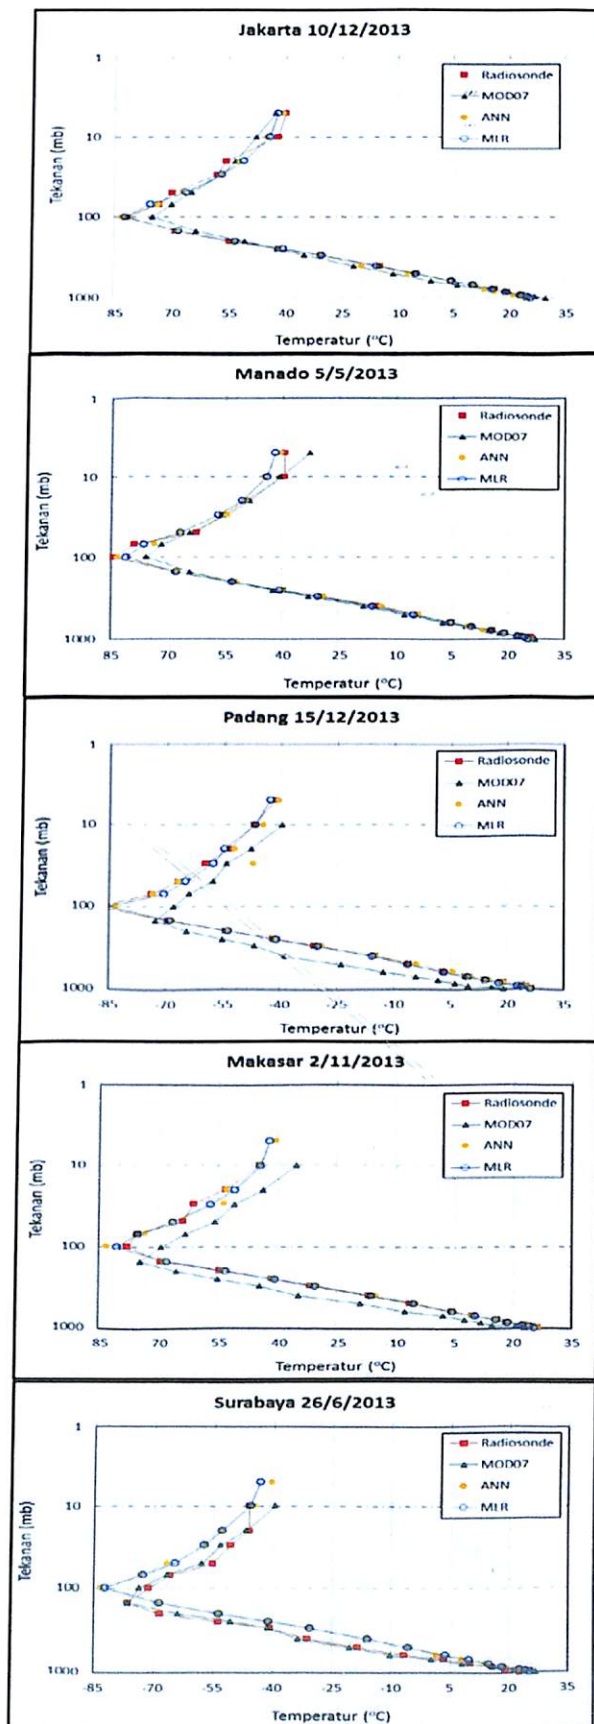 Jakarta 10/12/2013
1
10
100
1000
Tekanan (mb)
Radiosonde
MOD07
ANN
MLR
85 70 55 -40 -25 -10 5 20 35
Temperatur (°C)
Manado 5/5/2013
1
10
100
1000
Tekanan (mb)
Radiosonde
MOD07
ANN
MLR
85 70 55 -40 -25 -10 5 20 35
Temperatur (°C)
Padang 15/12/2013
1
10
100
1000
Tekanan (mb)
Radiosonde
MOD07
ANN
MLR
-85 -70 -55 -40 -25 -10 5 20 35
Temperatur (°C)
Makasar 2/11/2013
1
10
100
1000
Tekanan (mb)
Radiosonde
MOD07
ANN
MLR
-85 -70 -55 -40 -25 -10 5 20 35
Temperatur (°C)
Surabaya 26/6/2013
1
10
100
1000
Tekanan (mb)
Radiosonde
MOD07
ANN
MLR
-85 -70 -55 -40 -25 -10 5 20 35
Temperatur (°C)